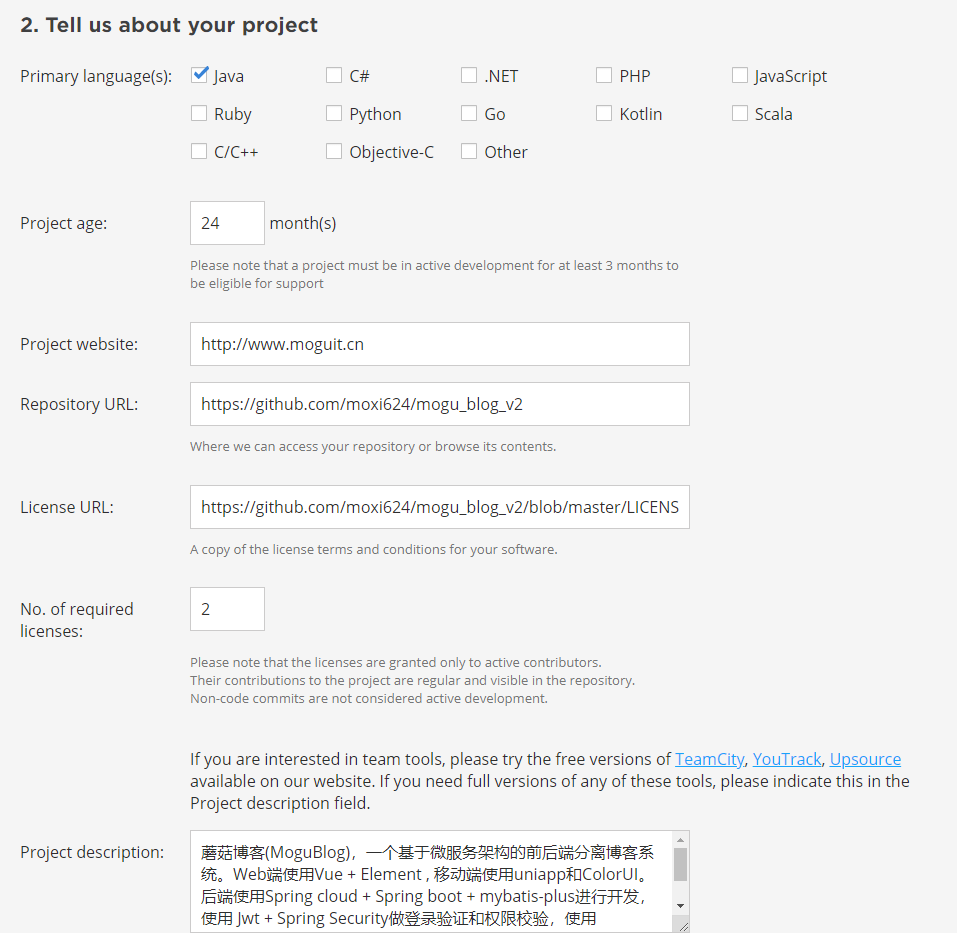 2. Tell us about your project
Primary language(s): Java C# .NET PHP JavaScript
Ruby Python Go Kotlin Scala
C/C++ Objective-C Other
Project age: 24 month(s)
Please note that a project must be in active development for at least 3 months to
be eligible for support
Project website: http://www.moguit.cn
Repository URL: https://github.com/moxi624/mogu_blog_v2
Where we can access your repository or browse its contents.
License URL: https://github.com/moxi624/mogu_blog_v2/blob/master/LICENS
A copy of the license terms and conditions for your software.
No. of required 2
licenses:
Please note that the licenses are granted only to active contributors.
Their contributions to the project are regular and visible in the repository.
Non-code commits are not considered active development.
If you are interested in team tools, please try the free versions of TeamCity, YouTrack, Upsource
available on our website. If you need full versions of any of these tools, please indicate this in the
Project description field.
Project description: 蘑菇博客(MoguBlog)，一个基于微服务架构的前后端分离博客系
统。Web端使用Vue + Element , 移动端使用uniapp和ColorUI。
后端使用Spring cloud + Spring boot + mybatis-plus进行开发，
使用 Jwt + Spring Security做登录验证和权限校验，使用